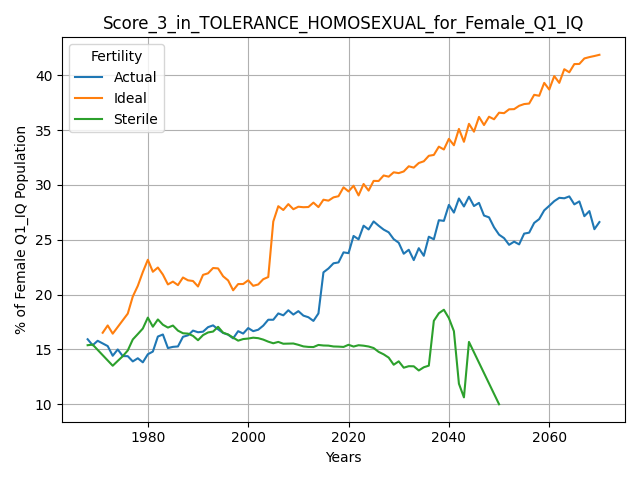 Score_3_in_TOLERANCE_HOMOSEXUAL_for_Female_Q1_IQ
Fertility
Actual
Ideal
Sterile
% of Female Q1_IQ Population
40
35
30
25
20
15
10
1980 2000 2020 2040 2060
Years